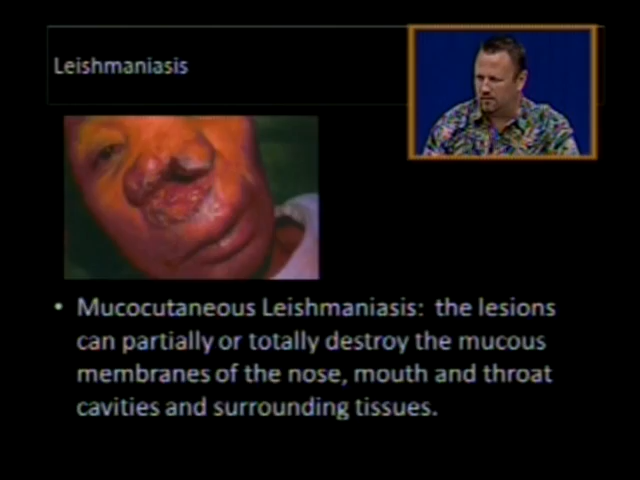 Leishmaniasis
• Mucocutaneous Leishmaniasis: the lesions
can partially or totally destroy the mucous
membranes of the nose, mouth and throat
cavities and surrounding tissues.